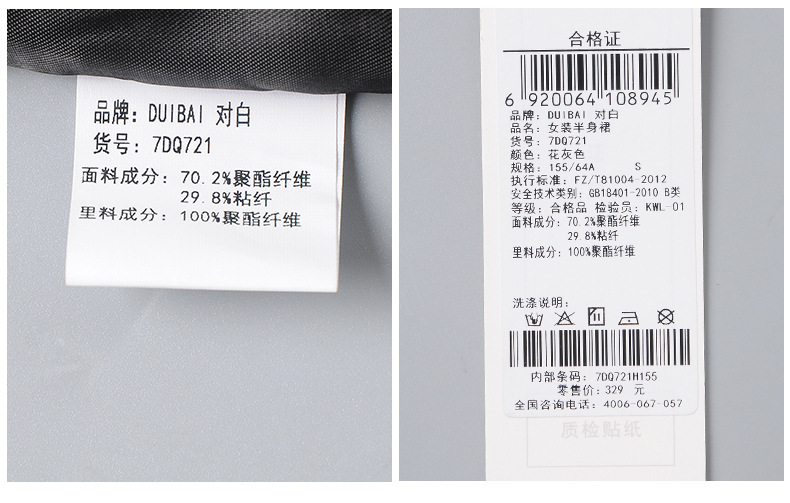 品牌: DUIBAI 对白
货号: 7DQ721
面料成分: 70.2%聚酯纤维
29.8%粘纤
里料成分: 100%聚酯纤维
合格证
6 920064 108945
品牌: DUIBAI 对白
品名: 女装半身裙
货号: 7DQ721
颜色: 花灰色
规格: 155/64A S
执行标准: FZ/T81004-2012
安全技术类别: GB18401-2010 B类
等级: 合格品 检验员: KWL-01
面料成分: 70.2%聚酯纤维
29.8%粘纤
里料成分: 100%聚酯纤维
洗涤说明:
内部条码: 7DQ721H155
零售价: 329 元
全国咨询电话: 4006-067-057
质检贴纸